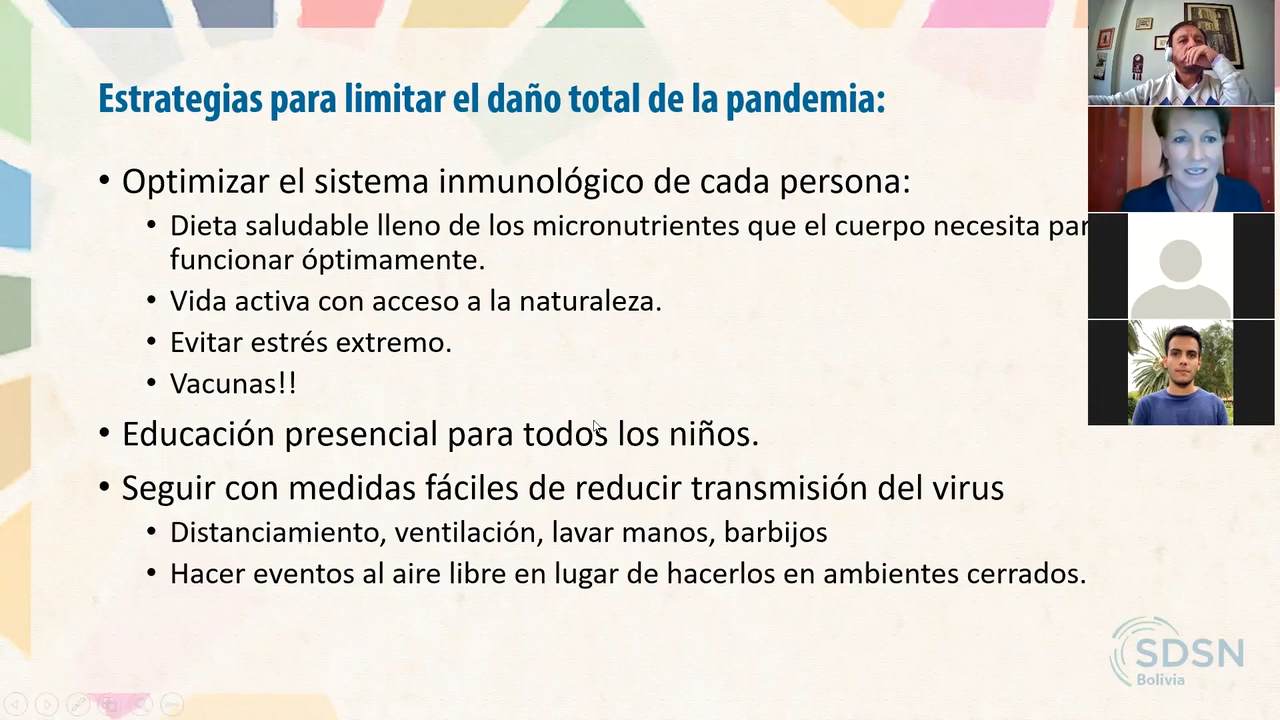 Estrategias para limitar el daño total de la pandemia:
• Optimizar el sistema inmunológico de cada persona:
• Dieta saludable lleno de los micronutrientes que el cuerpo necesita par
funcionar óptimamente.
• Vida activa con acceso a la naturaleza.
• Evitar estrés extremo.
• Vacunas!!
• Educación presencial para todos los niños.
• Seguir con medidas fáciles de reducir transmisión del virus
• Distanciamiento, ventilación, lavar manos, barbijos
• Hacer eventos al aire libre en lugar de hacerlos en ambientes cerrados.
SDSN
Bolivia